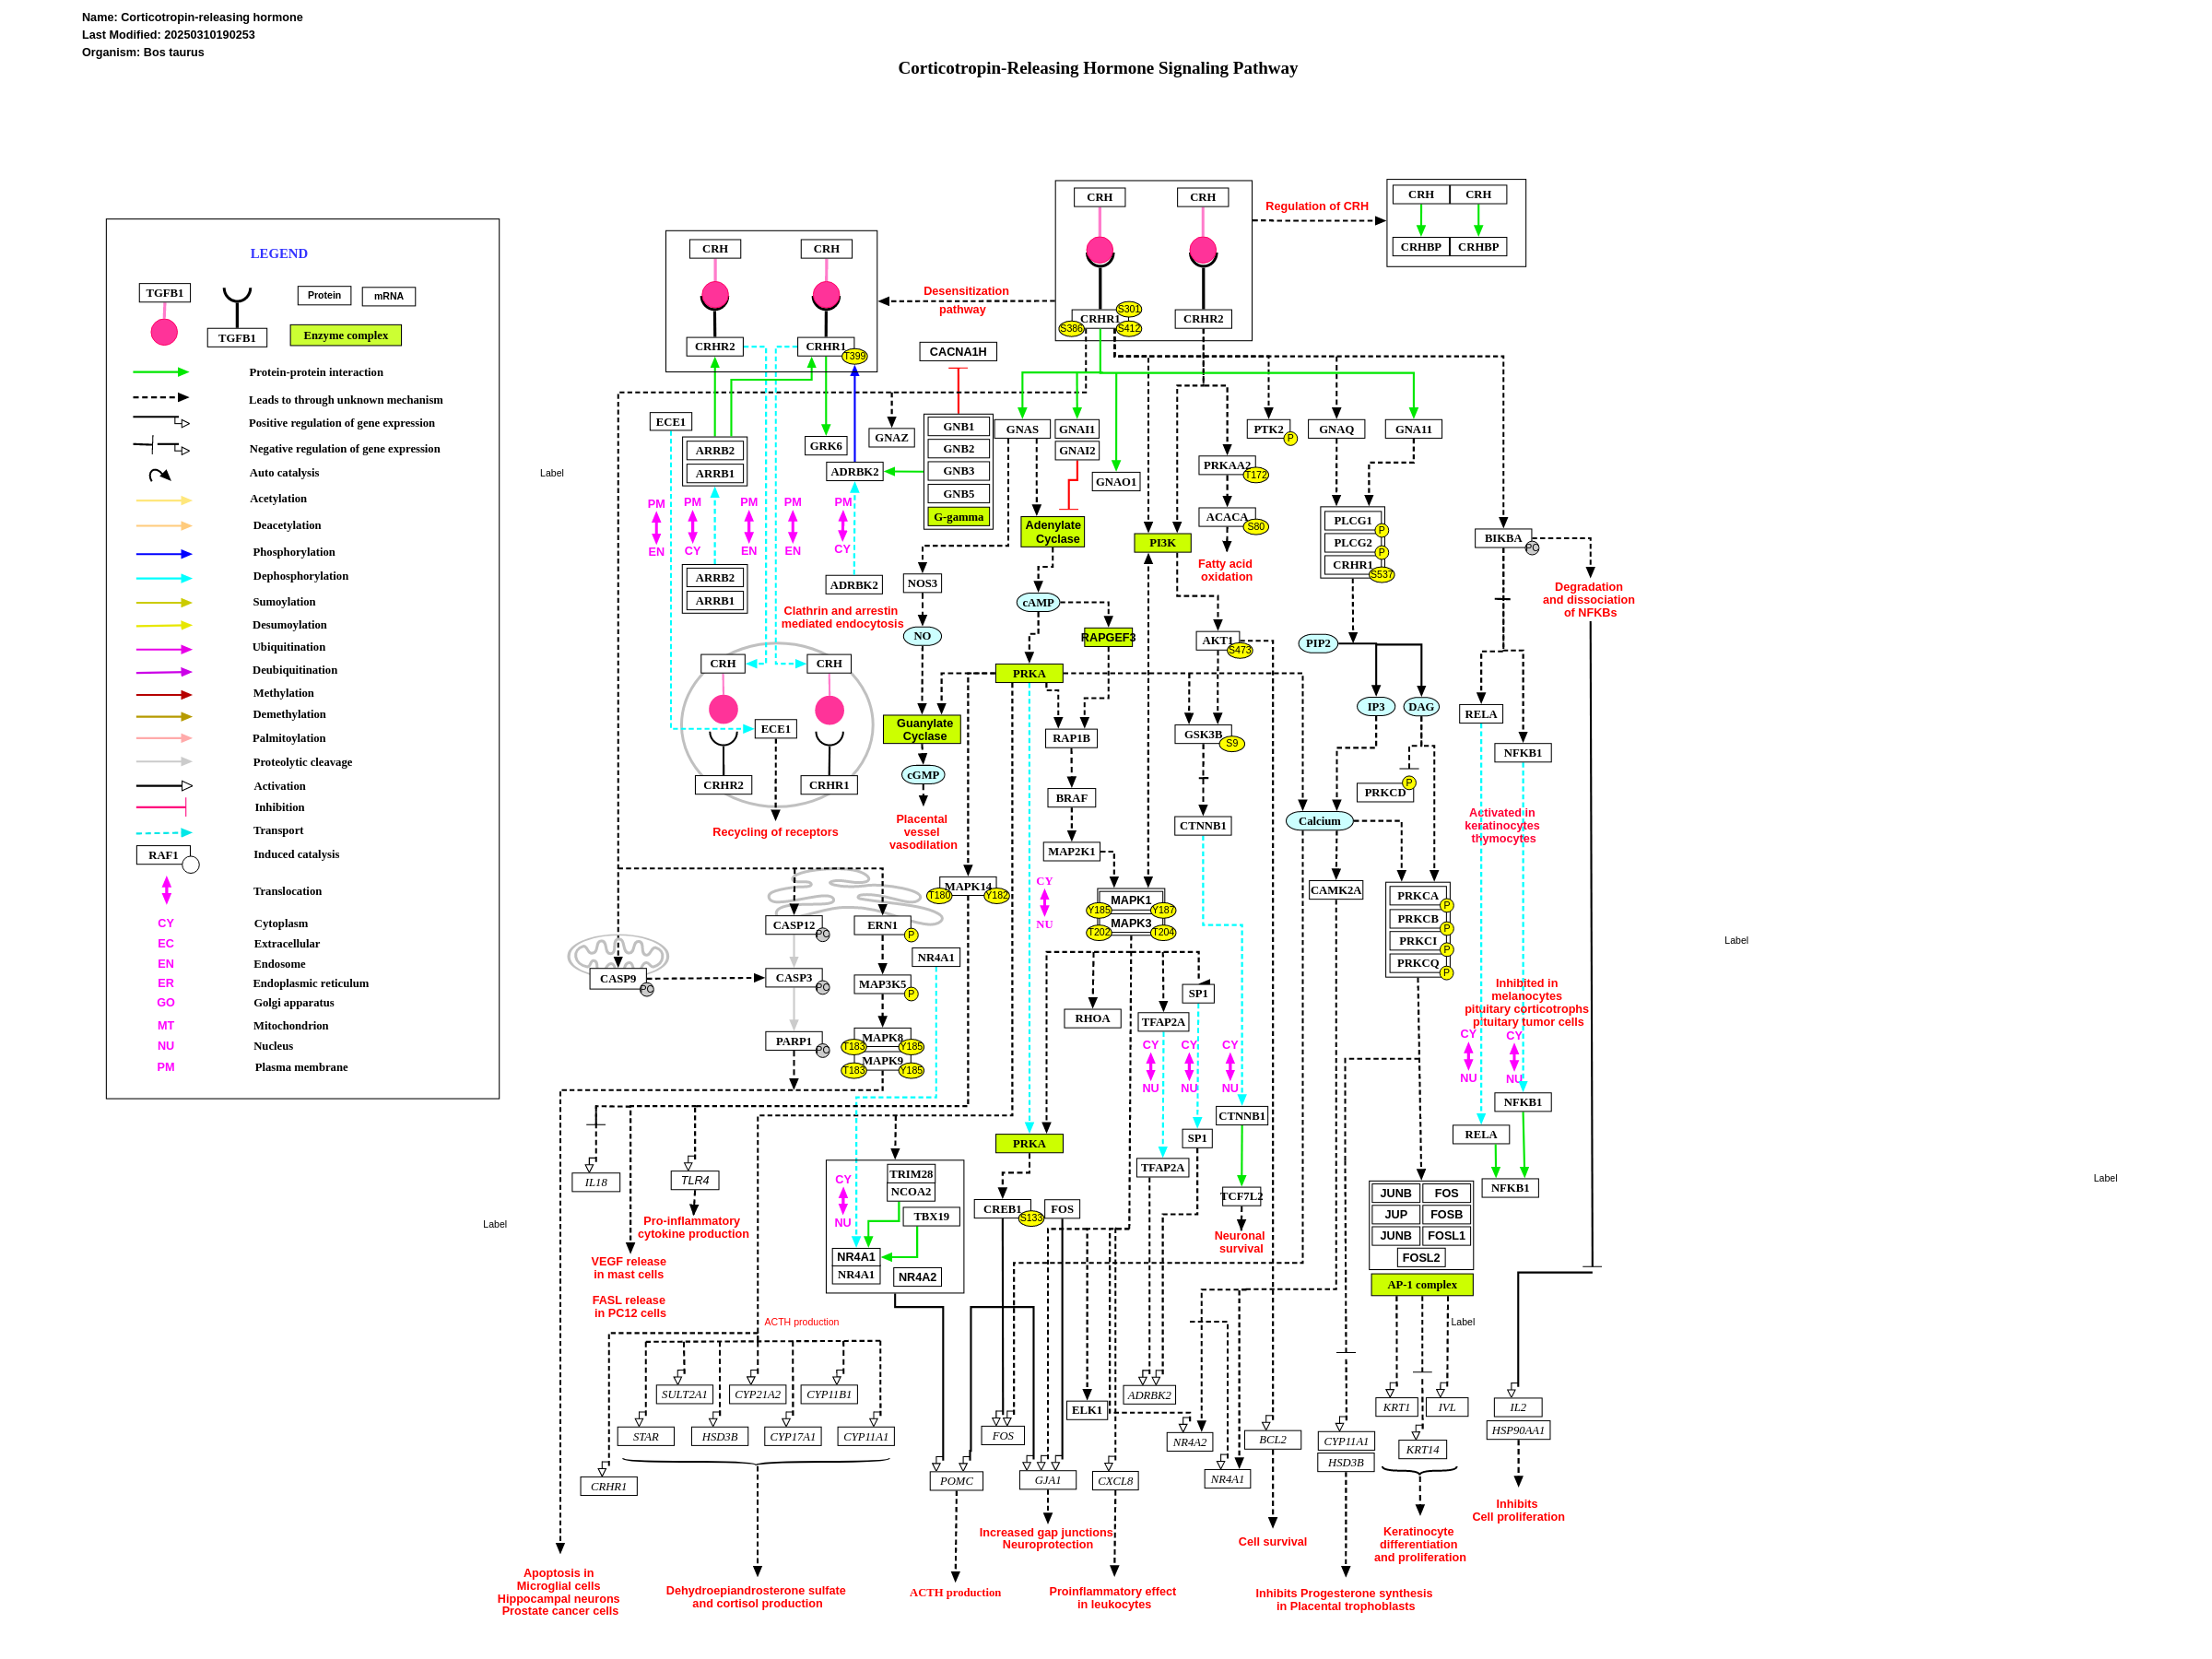 Name: Corticotropin-releasing hormone
Last Modified: 20250310190253
Organism: Bos taurus
Corticotropin-Releasing Hormone Signaling Pathway
LEGEND
TGFB1
TGFB1
Protein
mRNA
Enzyme complex
Protein-protein interaction
Leads to through unknown mechanism
Positive regulation of gene expression
Negative regulation of gene expression
Auto catalysis
Acetylation
Deacetylation
Phosphorylation
Dephosphorylation
Sumoylation
Desumoylation
Ubiquitination
Deubiquitination
Methylation
Demethylation
Palmitoylation
Proteolytic cleavage
Activation
Inhibition
Transport
RAF1
Induced catalysis
Translocation
CY Cytoplasm
EC Extracellular
EN Endosome
ER Endoplasmic reticulum
GO Golgi apparatus
MT Mitochondrion
NU Nucleus
PM Plasma membrane
CRH CRH
CRHR2 CRHR1
T399
Desensitization
pathway
CRH CRH
CRHR1 CRHR2
S301
S386
S412
Regulation of CRH
CRH CRH
CRHBP CRHBP
CACNA1H
ECE1
ARRB2
ARRB1
GRK6
GNAZ
ADRBK2
GNB1
GNB2
GNB3
GNB5
G-gamma
GNAS
GNAI1
GNAI2
GNAO1
PTK2
P
GNAQ
GNA11
PRKAA2
T172
ACACA
S80
Fatty acid
oxidation
Label
PM
EN
PM
CY
PM
EN
PM
EN
PM
CY
ARRB2
ARRB1
ADRBK2
Clathrin and arrestin
mediated endocytosis
NOS3
NO
Adenylate
Cyclase
cAMP
RAPGEF3
PI3K
AKT1
S473
PLCG1
P
PLCG2
P
CRHR1
S537
PIP2
IP3
DAG
BIKBA
PC
Degradation
and dissociation
of NFKBs
CRH CRH
ECE1
CRHR2 CRHR1
Recycling of receptors
PRKA
Guanylate
Cyclase
cGMP
Placental
vessel
vasodilation
RAP1B
BRAF
MAP2K1
GSK3B
S9
CTNNB1
Calcium
CAMK2A
PRKCD
P
RELA
NFKB1
Activated in
keratinocytes
thymocytes
PRKCA
P
PRKCB
P
PRKCI
P
PRKCQ
P
Label
MAPK14
T180
Y182
CY
NU
MAPK1
Y185
Y187
MAPK3
T202
T204
CASP12
PC
ERN1
P
NR4A1
CASP9
PC
CASP3
PC
MAP3K5
P
PARP1
PC
MAPK8
T183
Y185
MAPK9
T183
Y185
RHOA
TFAP2A
SP1
Inhibited in
melanocytes
pituitary corticotrophs
pituitary tumor cells
CY
NU
CY
NU
CY
NU
CY
NU
CY
NU
CTNNB1
SP1
TFAP2A
TCF7L2
Neuronal
survival
NFKB1
RELA
NFKB1
Label
PRKA
IL18
TLR4
Pro-inflammatory
cytokine production
VEGF release
in mast cells
FASL release
in PC12 cells
Label
TRIM28
NCOA2
TBX19
CY
NU
NR4A1
NR4A1
NR4A2
CREB1
S133
FOS
JUNB FOS
JUP FOSB
JUNB FOSL1
FOSL2
AP-1 complex
Label
ACTH production
SULT2A1
CYP21A2
CYP11B1
STAR
HSD3B
CYP17A1
CYP11A1
CRHR1
FOS
POMC
GJA1
CXCL8
ELK1
ADRBK2
NR4A2
NR4A1
BCL2
CYP11A1
HSD3B
KRT1
IVL
KRT14
IL2
HSP90AA1
Inhibits
Cell proliferation
Keratinocyte
differentiation
and proliferation
Cell survival
Increased gap junctions
Neuroprotection
Apoptosis in
Microglial cells
Hippocampal neurons
Prostate cancer cells
Dehydroepiandrosterone sulfate
and cortisol production
ACTH production
Proinflammatory effect
in leukocytes
Inhibits Progesterone synthesis
in Placental trophoblasts